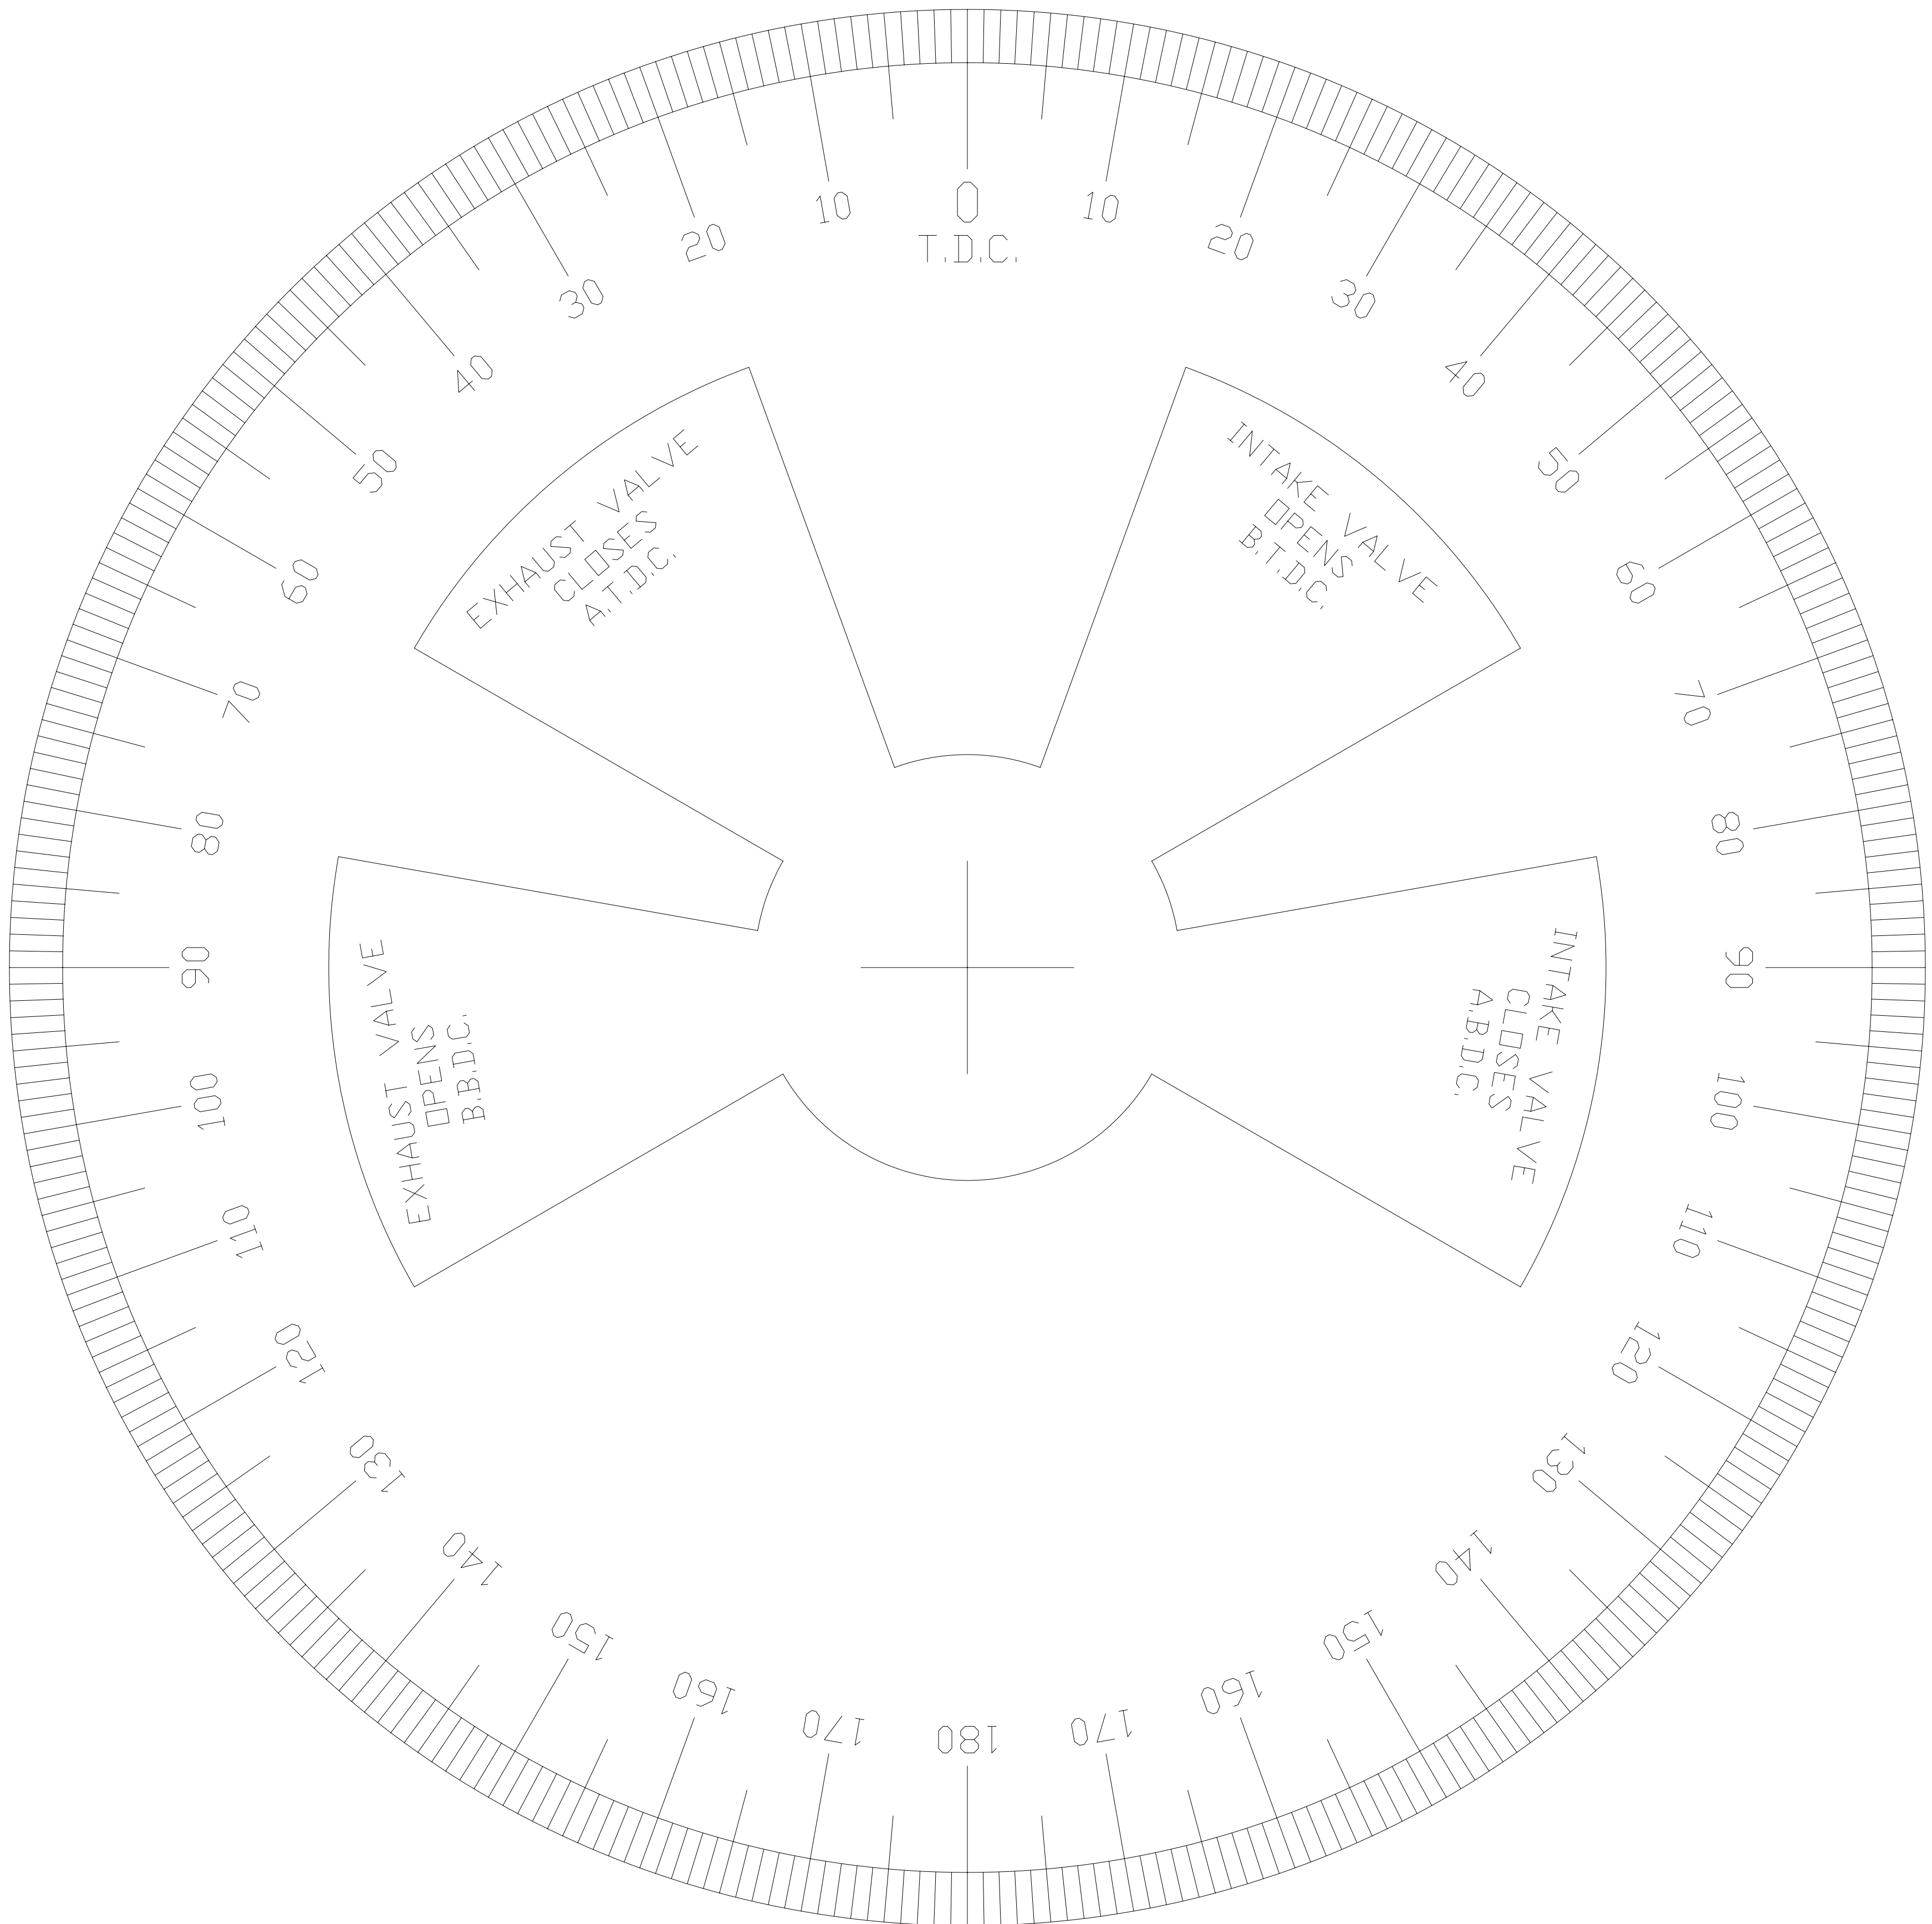 0
T.D.C.
10
20
30
40
50
60
70
80
90
100
110
120
130
140
150
160
170
180
170
160
150
140
130
120
110
100
90
80
70
60
50
40
30
20
10
EXHAUST VALVE
CLOSES
A.T.D.C.
INTAKE VALVE
OPENS
B.T.D.C.
EXHAUST VALVE
OPENS
B.B.D.C.
INTAKE VALVE
CLOSES
A.B.D.C.